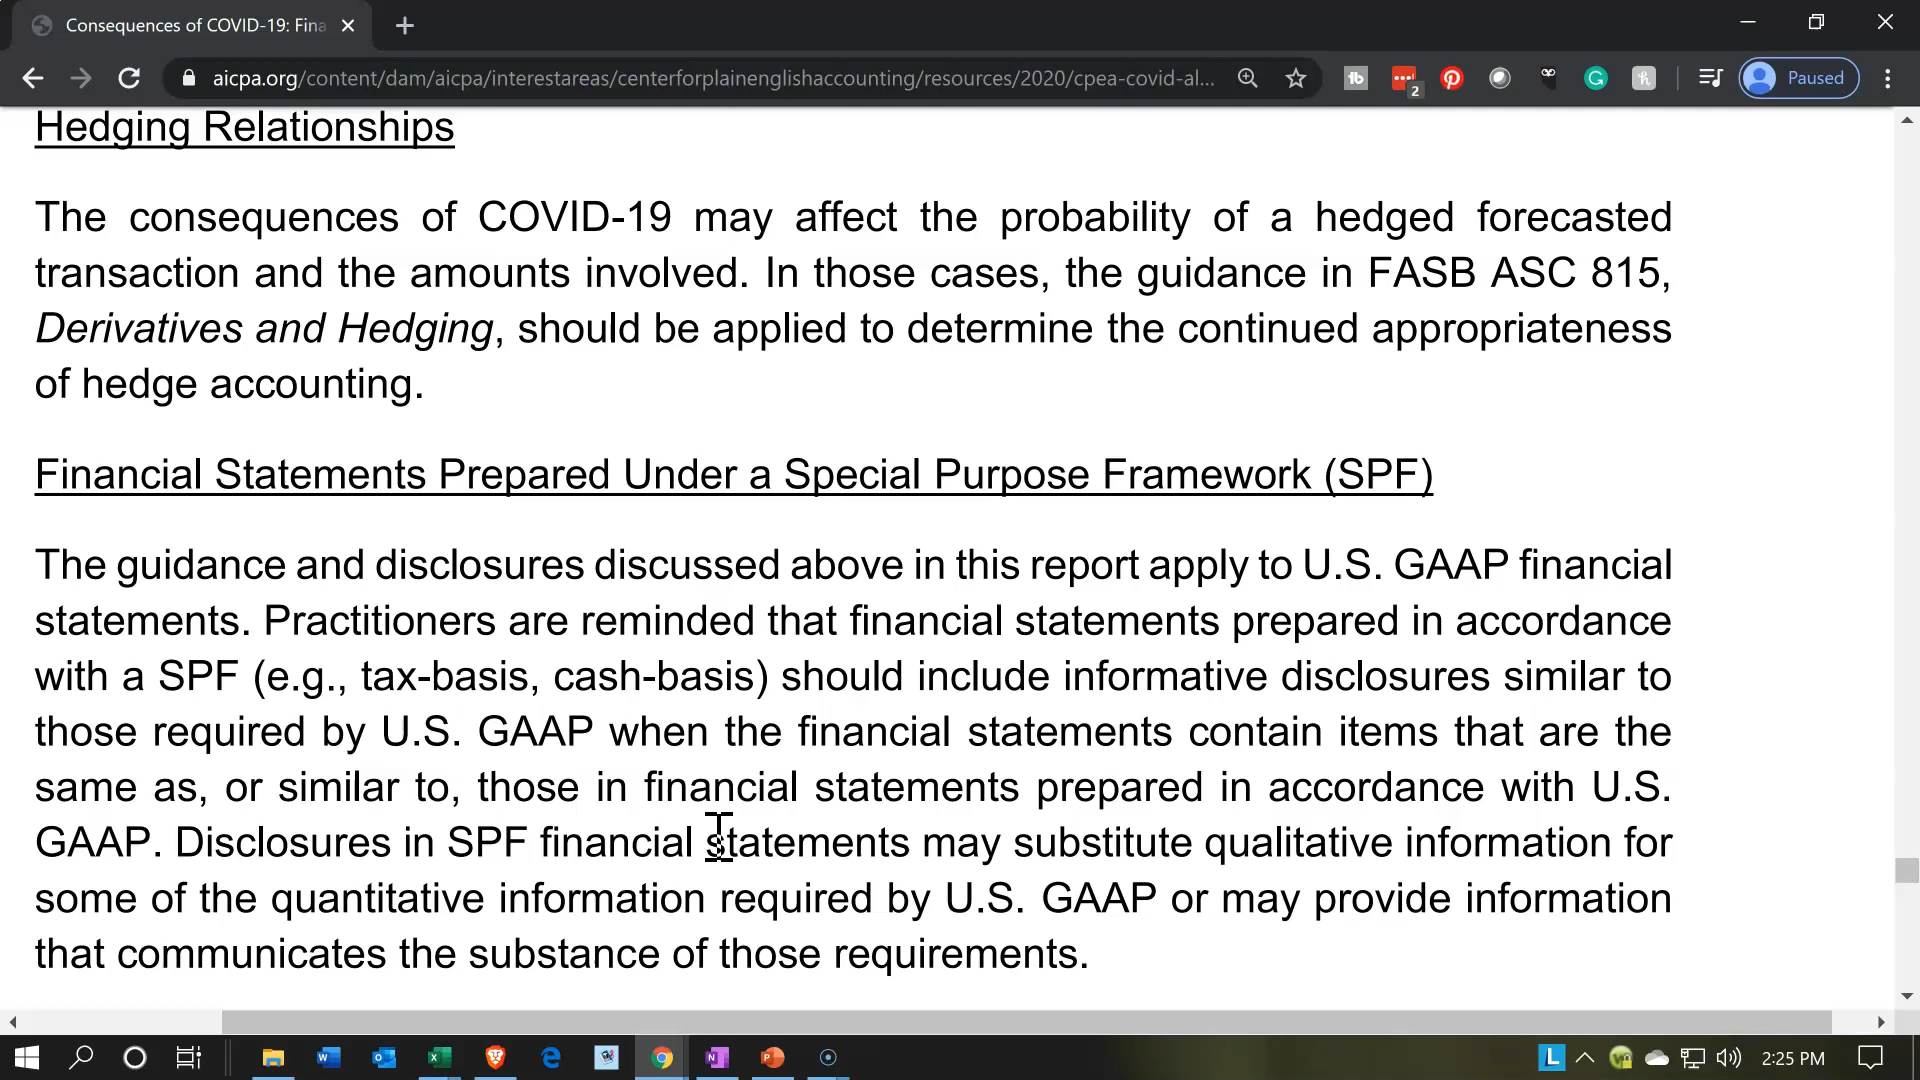 Consequences of COVID-19: Fina
aicpa.org/content/dam/aicpa/interestareas/centerforplainenglishaccounting/resources/2020/cpea-covid-al...
2
Paused
Hedging Relationships
The consequences of COVID-19 may affect the probability of a hedged forecasted
transaction and the amounts involved. In those cases, the guidance in FASB ASC 815,
Derivatives and Hedging, should be applied to determine the continued appropriateness
of hedge accounting.
Financial Statements Prepared Under a Special Purpose Framework (SPF)
The guidance and disclosures discussed above in this report apply to U.S. GAAP financial
statements. Practitioners are reminded that financial statements prepared in accordance
with a SPF (e.g., tax-basis, cash-basis) should include informative disclosures similar to
those required by U.S. GAAP when the financial statements contain items that are the
same as, or similar to, those in financial statements prepared in accordance with U.S.
GAAP. Disclosures in SPF financial statements may substitute qualitative information for
some of the quantitative information required by U.S. GAAP or may provide information
that communicates the substance of those requirements.
2:25 PM